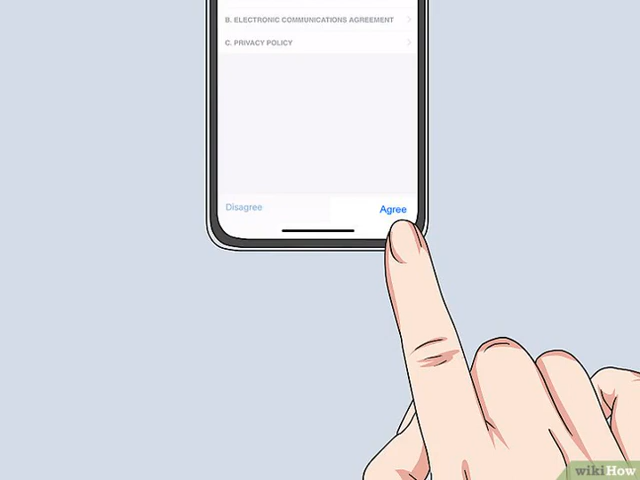 B. ELECTRONIC COMMUNICATIONS AGREEMENT
C. PRIVACY POLICY
Disagree
Agree
wikiHow